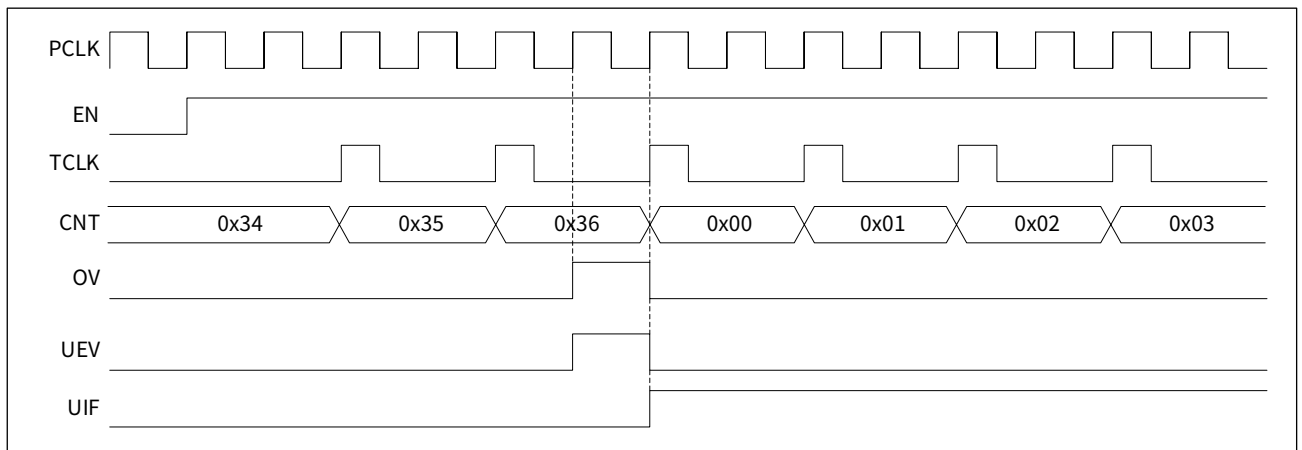 PCLK
EN
TCLK
CNT 0x34 0x35 0x36 0x00 0x01 0x02 0x03
OV
UEV
UIF